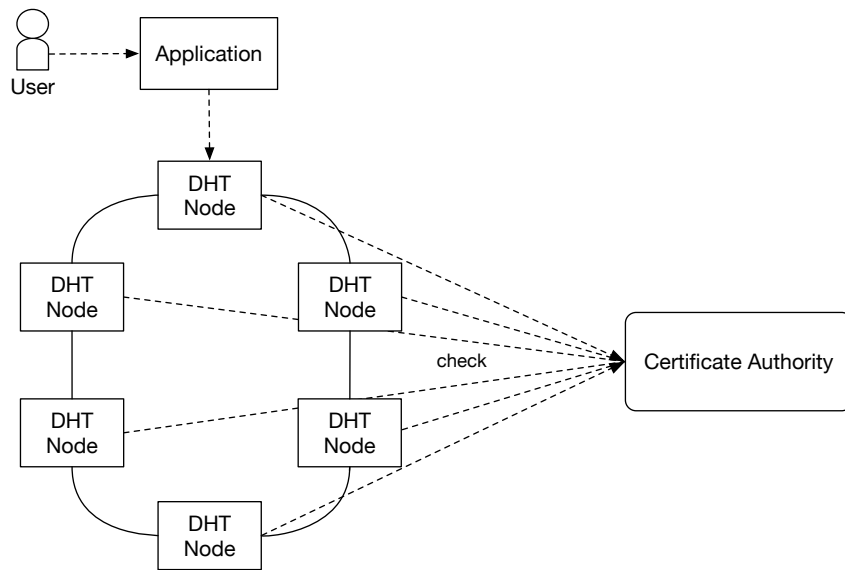 Application
User
DHT
Node
DHT
Node
DHT
Node
check
Certificate Authority
DHT
Node
DHT
Node
DHT
Node